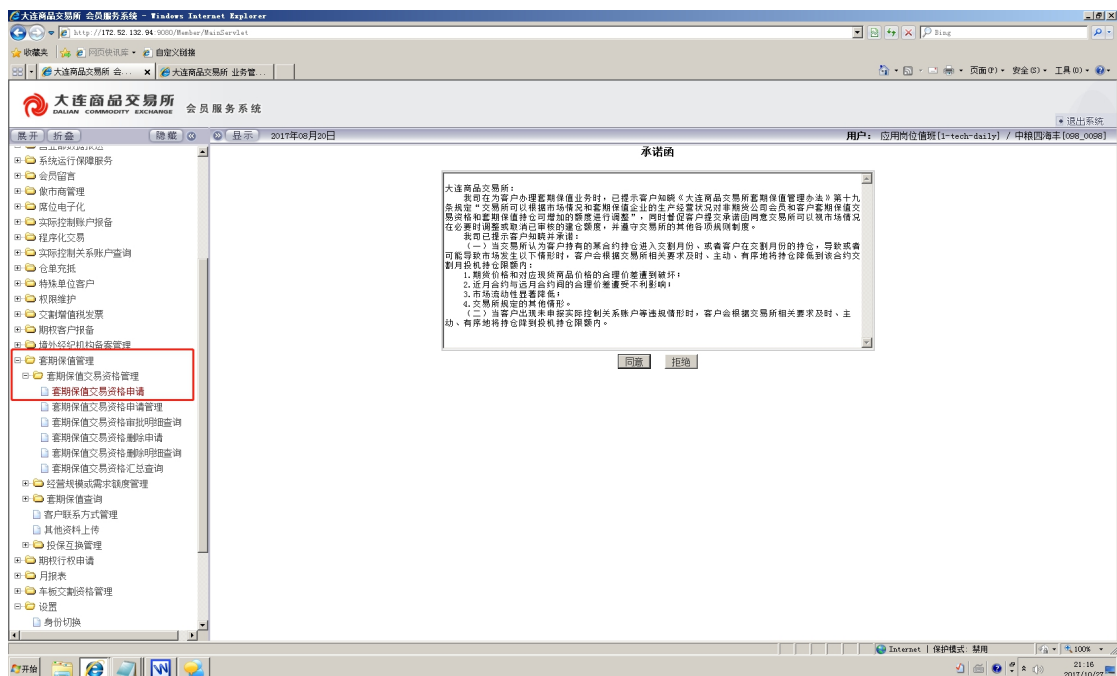 大连商品交易所 会员服务系统 - Windows Internet Explorer
http://172.52.132.94:9080/Member/MainServlet
Bing
收藏夹
网页快讯库
自定义链接
大连商品交易所 会...
大连商品交易所 业务管...
页面(P)
安全(S)
工具(O)
大连商品交易所
DALIAN COMMODITY EXCHANGE
会员服务系统
退出系统
展开
折叠
隐藏
显示
2017年08月20日
用户: 应用岗位值班[1-tech-daily] / 中粮四海丰[098_0098]
系统运行保障服务
会员留言
做市商管理
席位电子化
实际控制账户报备
程序化交易
实际控制关系账户查询
仓单充抵
特殊单位客户
权限维护
交割增值税发票
期权客户报备
境外经纪机构备案管理
套期保值管理
套期保值交易资格管理
套期保值交易资格申请
套期保值交易资格申请管理
套期保值交易资格审批明细查询
套期保值交易资格删除申请
套期保值交易资格删除明细查询
套期保值交易资格汇总查询
经营规模或需求额度管理
套期保值查询
客户联系方式管理
其他资料上传
投保互换管理
期权行权申请
月报表
车板交割资格管理
设置
身份切换
承诺函
大连商品交易所:
我司在为客户办理套期保值业务时,已提示客户知晓《大连商品交易所套期保值管理办法》第十九
条规定“交易所可以根据市场情况和套期保值企业的生产经营状况对非期货公司会员和客户套期保值交
易资格和套期保值持仓可增加的额度进行调整”,同时督促客户提交承诺函同意交易所可以视市场情况
在必要时调整或取消已审核的建仓额度,并遵守交易所的其他各项规则制度。
我司已提示客户知晓并承诺:
(一)当交易所认为客户持有的某合约持仓进入交割月份、或者客户在交割月份的持仓,导致或者
可能导致市场发生以下情形时,客户会根据交易所相关要求及时、主动、有序地将持仓降低到该合约交
割月投机持仓限额内:
1.期货价格和对应现货商品价格的合理价差遭到破坏;
2.近月合约与远月合约间的合理价差遭受不利影响;
3.市场流动性显著降低;
4.交易所规定的其他情形。
(二)当客户出现未申报实际控制关系账户等违规情形时,客户会根据交易所相关要求及时、主
动、有序地将持仓降到投机持仓限额内。
同意
拒绝
Internet | 保护模式: 禁用
100%
开始
21:16
2017/10/27